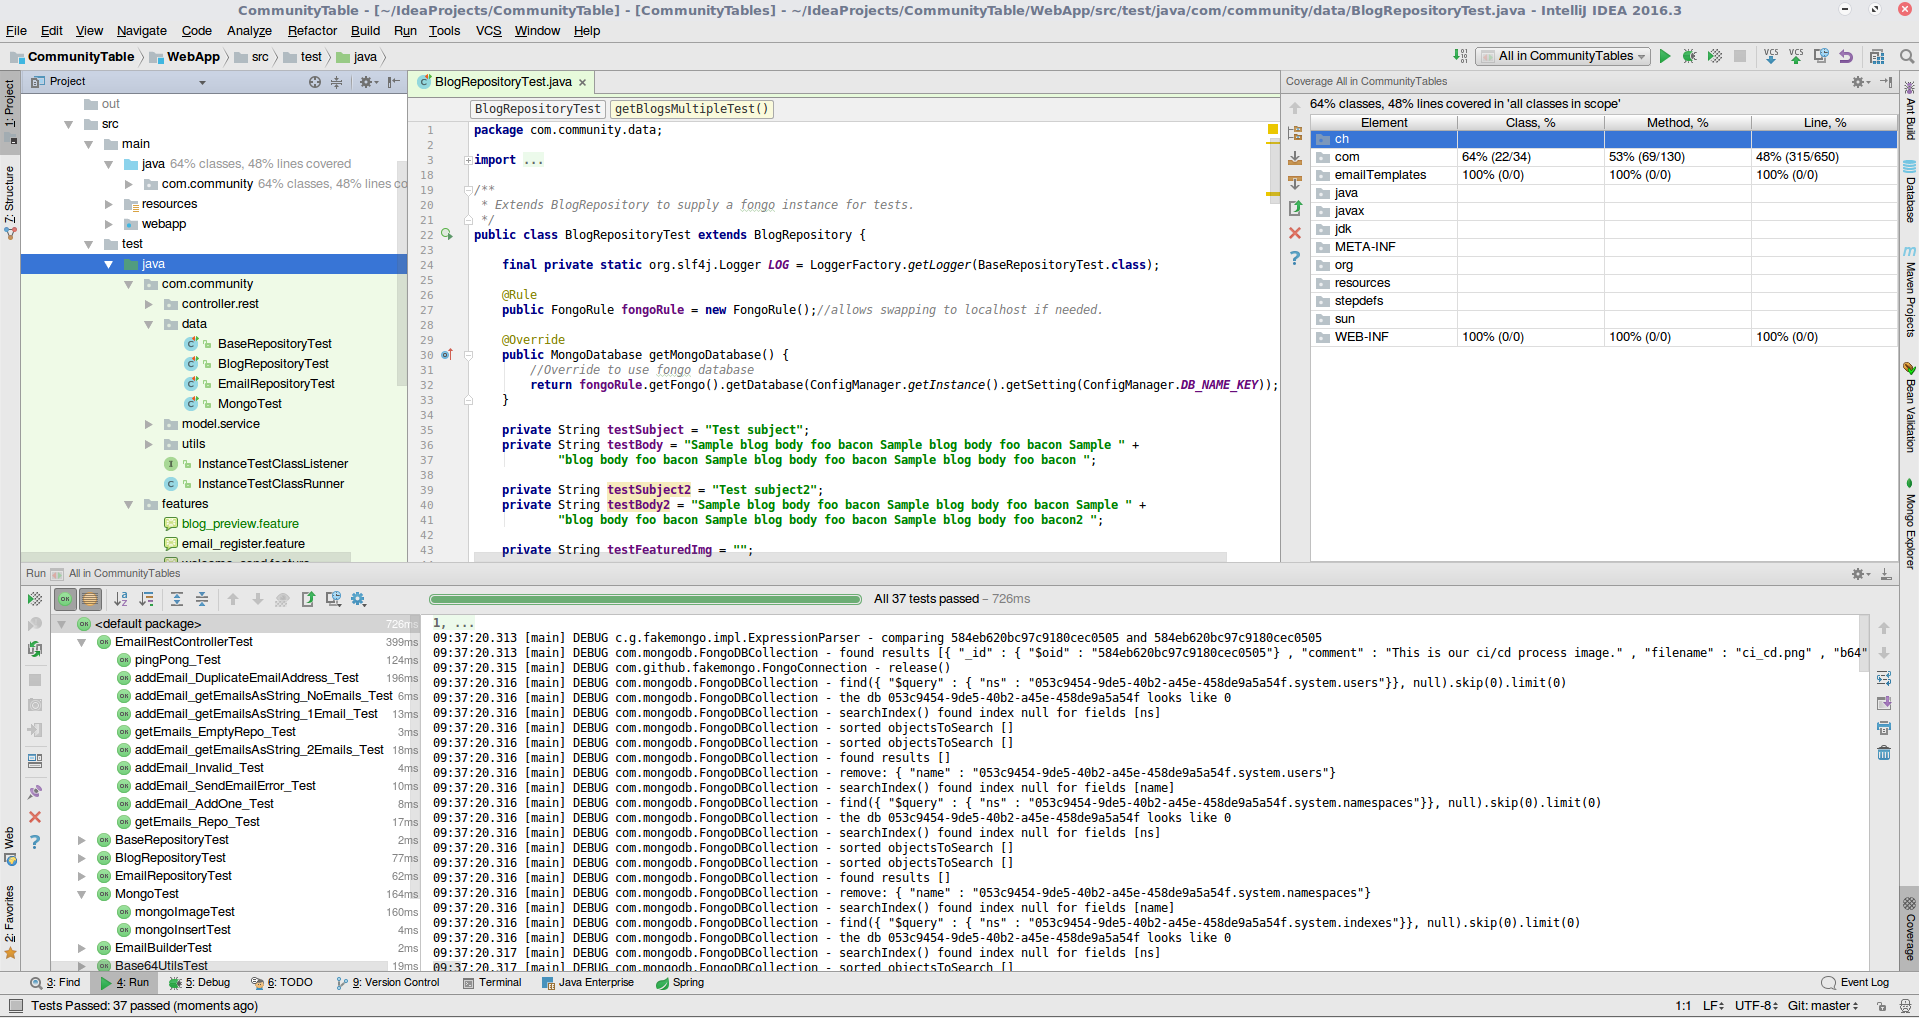 CommunityTable - [~/IdeaProjects/CommunityTable] - [CommunityTables] - ~/IdeaProjects/CommunityTable/WebApp/src/test/java/com/community/data/BlogRepositoryTest.java - IntelliJ IDEA 2016.3
File Edit View Navigate Code Analyze Refactor Build Run Tools VCS Window Help
CommunityTable WebApp src test java
All in CommunityTables
VCS VCS
1: Project
7: Structure
Web
2: Favorites
Project
out
src
main
java 64% classes, 48% lines covered
com.community 64% classes, 48% lines co
resources
webapp
test
java
com.community
controller.rest
data
BaseRepositoryTest
BlogRepositoryTest
EmailRepositoryTest
MongoTest
model.service
utils
InstanceTestClassListener
InstanceTestClassRunner
features
blog_preview.feature
email_register.feature
BlogRepositoryTest.java
BlogRepositoryTest getBlogsMultipleTest()
1 package com.community.data;
2
3 import ...
18
19 /**
20 * Extends BlogRepository to supply a fongo instance for tests.
21 */
22 public class BlogRepositoryTest extends BlogRepository {
23
24 final private static org.slf4j.Logger LOG = LoggerFactory.getLogger(BaseRepositoryTest.class);
25
26 @Rule
27 public FongoRule fongoRule = new FongoRule();//allows swapping to localhost if needed.
28
29 @Override
30 public MongoDatabase getMongoDatabase() {
31 //Override to use fongo database
32 return fongoRule.getFongo().getDatabase(ConfigManager.getInstance().getSetting(ConfigManager.DB_NAME_KEY));
33 }
34
35 private String testSubject = "Test subject";
36 private String testBody = "Sample blog body foo bacon Sample blog body foo bacon Sample " +
37 "blog body foo bacon Sample blog body foo bacon Sample blog body foo bacon ";
38
39 private String testSubject2 = "Test subject2";
40 private String testBody2 = "Sample blog body foo bacon Sample blog body foo bacon Sample " +
41 "blog body foo bacon Sample blog body foo bacon Sample blog body foo bacon2 ";
42
43 private String testFeaturedImg = "";
Coverage All in CommunityTables
64% classes, 48% lines covered in 'all classes in scope'
Element Class, % Method, % Line, %
ch
com 64% (22/34) 53% (69/130) 48% (315/650)
emailTemplates 100% (0/0) 100% (0/0) 100% (0/0)
java
javax
jdk
META-INF
org
resources
stepdefs
sun
WEB-INF 100% (0/0) 100% (0/0) 100% (0/0)
Ant Build
Database
Maven Projects
Bean Validation
Mongo Explorer
Coverage
Run All in CommunityTables
All 37 tests passed – 726ms
<default package> 726ms
EmailRestControllerTest 399ms
pingPong_Test 124ms
addEmail_DuplicateEmailAddress_Test 196ms
addEmail_getEmailsAsString_NoEmails_Test 6ms
addEmail_getEmailsAsString_1Email_Test 13ms
getEmails_EmptyRepo_Test 3ms
addEmail_getEmailsAsString_2Emails_Test 18ms
addEmail_Invalid_Test 4ms
addEmail_SendEmailError_Test 10ms
addEmail_AddOne_Test 8ms
getEmails_Repo_Test 17ms
BaseRepositoryTest 2ms
BlogRepositoryTest 77ms
EmailRepositoryTest 62ms
MongoTest 164ms
mongoImageTest 160ms
mongoInsertTest 4ms
EmailBuilderTest 2ms
Base64UtilsTest 19ms
1, ...
09:37:20.313 [main] DEBUG c.g.fakemongo.impl.ExpressionParser - comparing 584eb620bc97c9180cec0505 and 584eb620bc97c9180cec0505
09:37:20.313 [main] DEBUG com.mongodb.FongoDBCollection - found results [{ "_id" : { "$oid" : "584eb620bc97c9180cec0505"} , "comment" : "This is our ci/cd process image." , "filename" : "ci_cd.png" , "b64"
09:37:20.315 [main] DEBUG com.github.fakemongo.FongoConnection - release()
09:37:20.316 [main] DEBUG com.mongodb.FongoDBCollection - find({ "$query" : { "ns" : "053c9454-9de5-40b2-a45e-458de9a5a54f.system.users"}}, null).skip(0).limit(0)
09:37:20.316 [main] DEBUG com.mongodb.FongoDBCollection - the db 053c9454-9de5-40b2-a45e-458de9a5a54f looks like 0
09:37:20.316 [main] DEBUG com.mongodb.FongoDBCollection - searchIndex() found index null for fields [ns]
09:37:20.316 [main] DEBUG com.mongodb.FongoDBCollection - sorted objectsToSearch []
09:37:20.316 [main] DEBUG com.mongodb.FongoDBCollection - sorted objectsToSearch []
09:37:20.316 [main] DEBUG com.mongodb.FongoDBCollection - found results []
09:37:20.316 [main] DEBUG com.mongodb.FongoDBCollection - remove: { "name" : "053c9454-9de5-40b2-a45e-458de9a5a54f.system.users"}
09:37:20.316 [main] DEBUG com.mongodb.FongoDBCollection - searchIndex() found index null for fields [name]
09:37:20.316 [main] DEBUG com.mongodb.FongoDBCollection - find({ "$query" : { "ns" : "053c9454-9de5-40b2-a45e-458de9a5a54f.system.namespaces"}}, null).skip(0).limit(0)
09:37:20.316 [main] DEBUG com.mongodb.FongoDBCollection - the db 053c9454-9de5-40b2-a45e-458de9a5a54f looks like 0
09:37:20.316 [main] DEBUG com.mongodb.FongoDBCollection - searchIndex() found index null for fields [ns]
09:37:20.316 [main] DEBUG com.mongodb.FongoDBCollection - sorted objectsToSearch []
09:37:20.316 [main] DEBUG com.mongodb.FongoDBCollection - sorted objectsToSearch []
09:37:20.316 [main] DEBUG com.mongodb.FongoDBCollection - found results []
09:37:20.316 [main] DEBUG com.mongodb.FongoDBCollection - remove: { "name" : "053c9454-9de5-40b2-a45e-458de9a5a54f.system.namespaces"}
09:37:20.316 [main] DEBUG com.mongodb.FongoDBCollection - searchIndex() found index null for fields [name]
09:37:20.316 [main] DEBUG com.mongodb.FongoDBCollection - find({ "$query" : { "ns" : "053c9454-9de5-40b2-a45e-458de9a5a54f.system.indexes"}}, null).skip(0).limit(0)
09:37:20.316 [main] DEBUG com.mongodb.FongoDBCollection - the db 053c9454-9de5-40b2-a45e-458de9a5a54f looks like 0
09:37:20.317 [main] DEBUG com.mongodb.FongoDBCollection - searchIndex() found index null for fields [ns]
09:37:20.317 [main] DEBUG com.mongodb.FongoDBCollection - sorted objectsToSearch []
3: Find 4: Run 5: Debug 6: TODO 9: Version Control Terminal Java Enterprise Spring Event Log
Tests Passed: 37 passed (moments ago) 1:1 LF UTF-8 Git: master